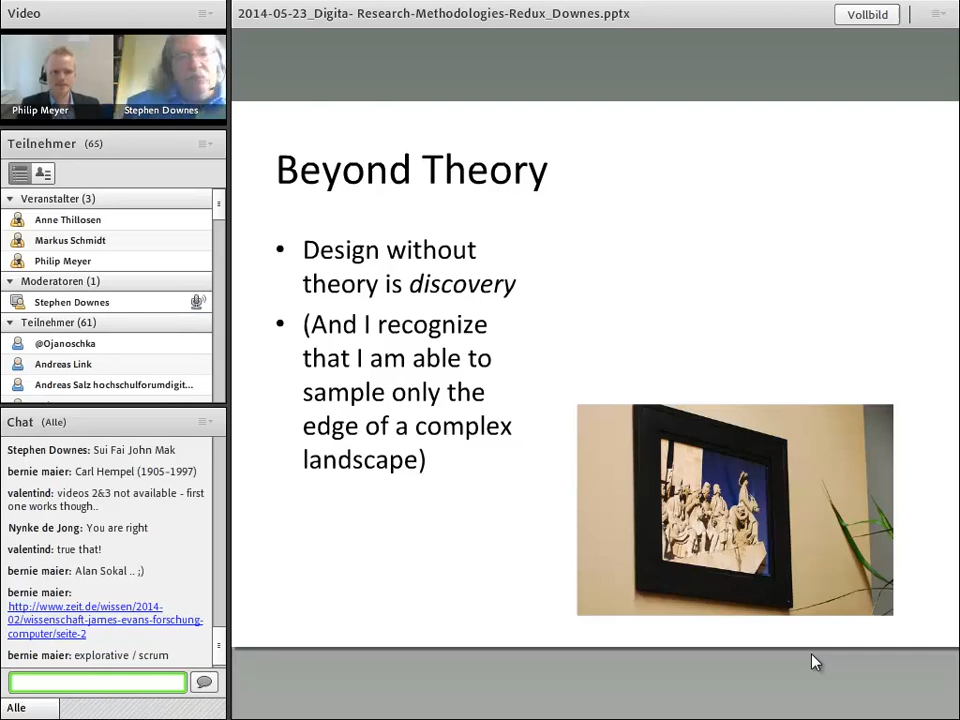 Video
Philip Meyer
Stephen Downes
Teilnehmer (65)
Veranstalter (3)
Anne Thillosen
Markus Schmidt
Philip Meyer
Moderatoren (1)
Stephen Downes
Teilnehmer (61)
@Ojanoschka
Andreas Link
Andreas Salz hochschulforumdigit...
Chat (Alle)
Stephen Downes: Sui Fai John Mak
bernie maier: Carl Hempel (1905-1997)
valentind: videos 2&3 not available - first
one works though..
Nynke de Jong: You are right
valentind: true that!
bernie maier: Alan Sokal .. ;)
bernie maier:
http://www.zeit.de/wissen/2014-
02/wissenschaft-james-evans-forschung-
computer/seite-2
bernie maier: explorative / scrum
Alle
2014-05-23_Digita- Research-Methodologies-Redux_Downes.pptx
Vollbild
Beyond Theory
• Design without
theory is discovery
• (And I recognize
that I am able to
sample only the
edge of a complex
landscape)